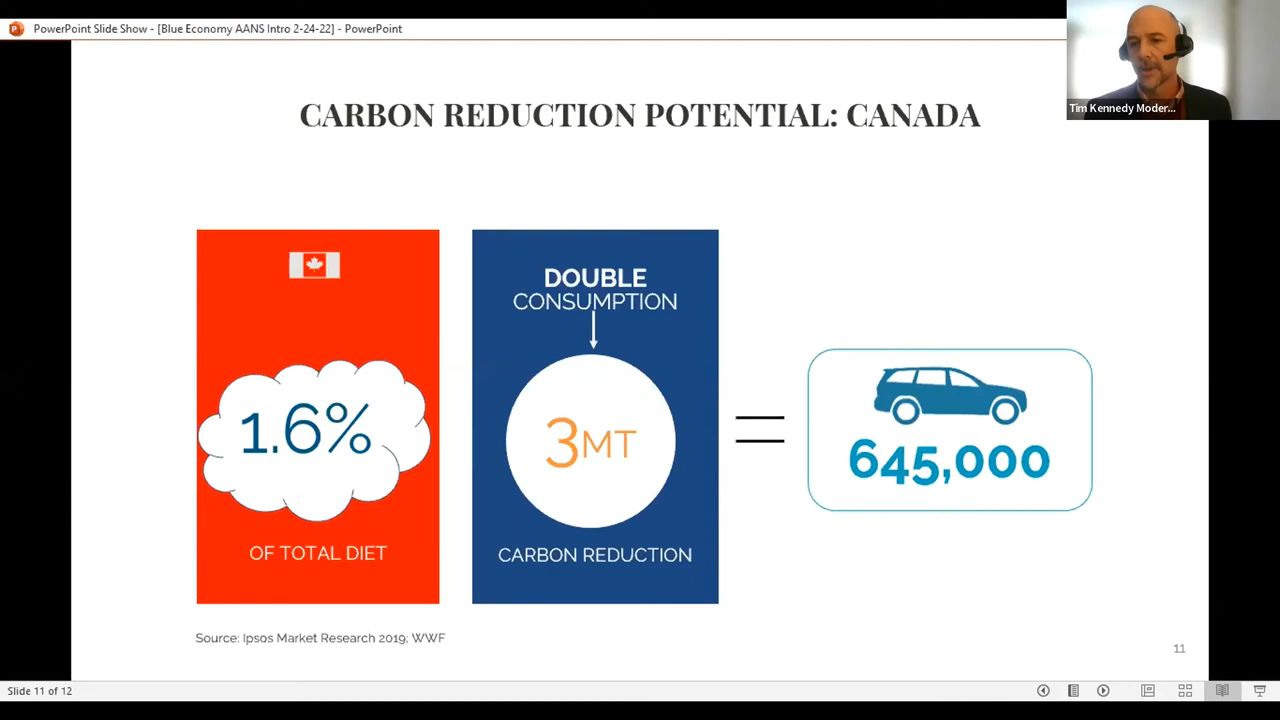 PowerPoint Slide Show - [Blue Economy AANS Intro 2-24-22] - PowerPoint
Tim Kennedy Moder...
CARBON REDUCTION POTENTIAL: CANADA
1.6%
OF TOTAL DIET
DOUBLE
CONSUMPTION
3MT
CARBON REDUCTION
645,000
Source: Ipsos Market Research 2019; WWF
11
Slide 11 of 12